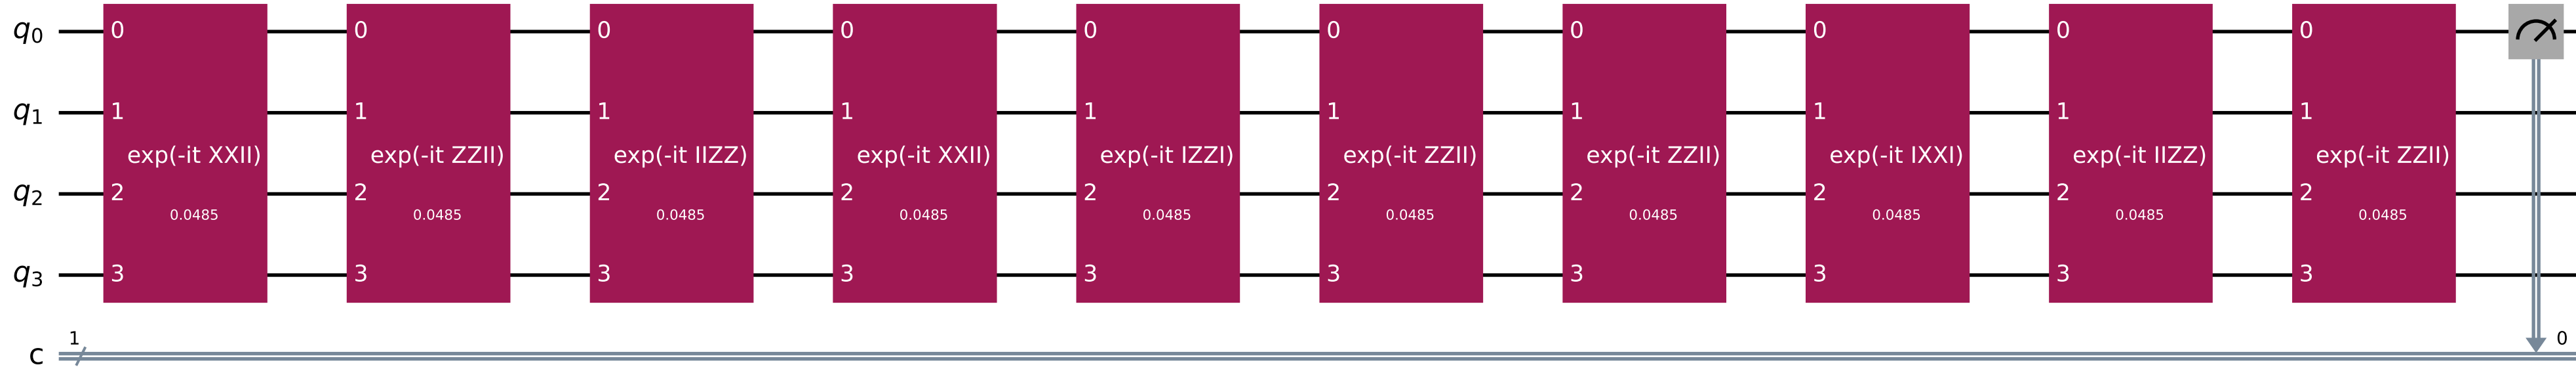 q0 0 0 0 0 0 0 0 0 0 0
q1 1 1 1 1 1 1 1 1 1 1
exp(-it XXII) exp(-it ZZII) exp(-it IIZZ) exp(-it XXII) exp(-it IZZI) exp(-it ZZII) exp(-it ZZII) exp(-it IXXI) exp(-it IIZZ) exp(-it ZZII)
q2 2 2 2 2 2 2 2 2 2 2
0.0485 0.0485 0.0485 0.0485 0.0485 0.0485 0.0485 0.0485 0.0485 0.0485
q3 3 3 3 3 3 3 3 3 3 3
1 0
c